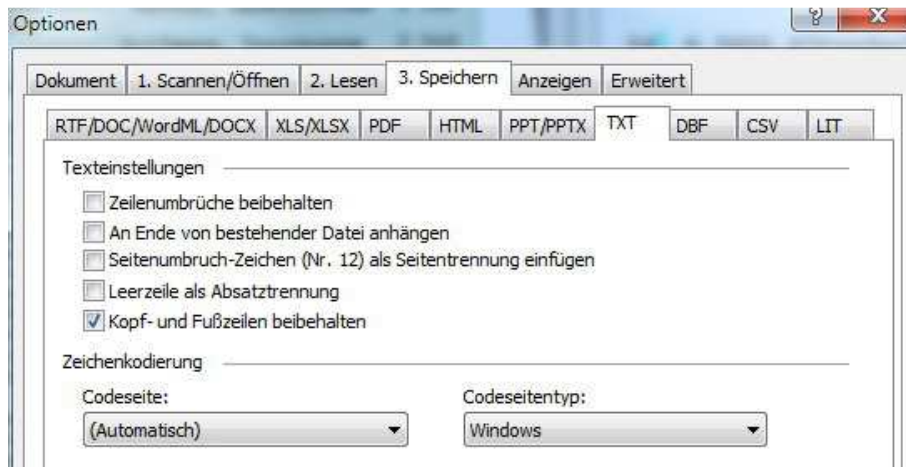 Optionen
Dokument 1. Scannen/Öffnen 2. Lesen 3. Speichern Anzeigen Erweitert
RTF/DOC/WordML/DOCX XLS/XLSX PDF HTML PPT/PPTX TXT DBF CSV LIT
Texteinstellungen
Zeilenumbrüche beibehalten
An Ende von bestehender Datei anhängen
Seitenumbruch-Zeichen (Nr. 12) als Seitentrennung einfügen
Leerzeile als Absatztrennung
Kopf- und Fußzeilen beibehalten
Zeichenkodierung
Codeseite: Codeseitentyp:
(Automatisch) Windows